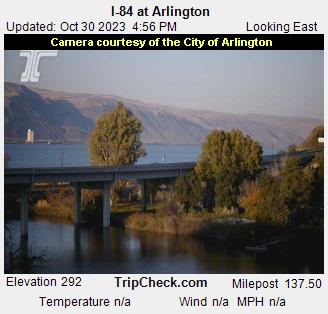 I-84 at Arlington
Updated: Oct 30 2023 4:56 PM Looking East
Camera courtesy of the City of Arlington
Elevation 292 TripCheck.com Milepost 137.50
Temperature n/a Wind n/a MPH n/a